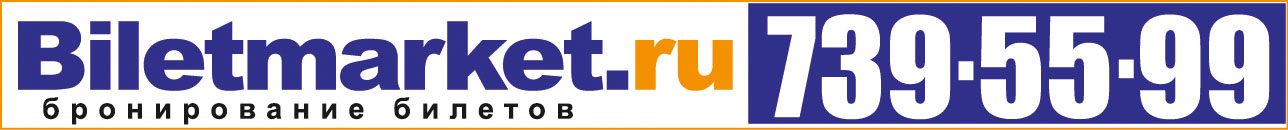 Biletmarket.ru
бронирование билетов
739·55·99